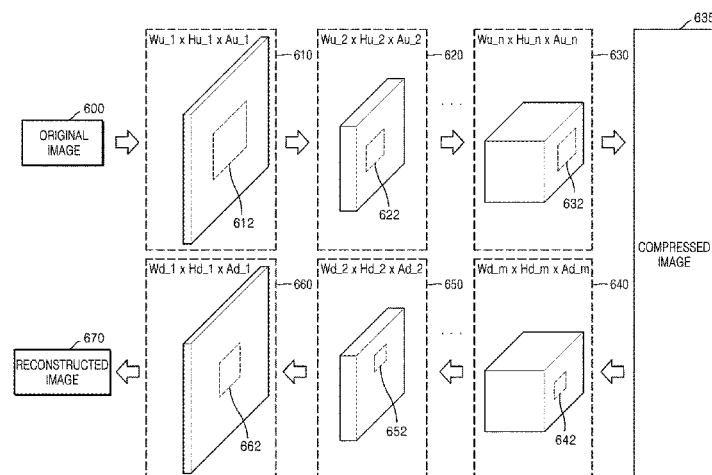 635
Wu_1 x Hu_1 x Au_1
610
Wu_2 x Hu_2 x Au_2
620
Wu_n x Hu_n x Au_n
630
600
ORIGINAL
IMAGE
612
622
632
COMPRESSED
IMAGE
Wd_1 x Hd_1 x Ad_1
660
Wd_2 x Hd_2 x Ad_2
650
Wd_m x Hd_m x Ad_m
640
670
RECONSTRUCTED
IMAGE
662
652
642